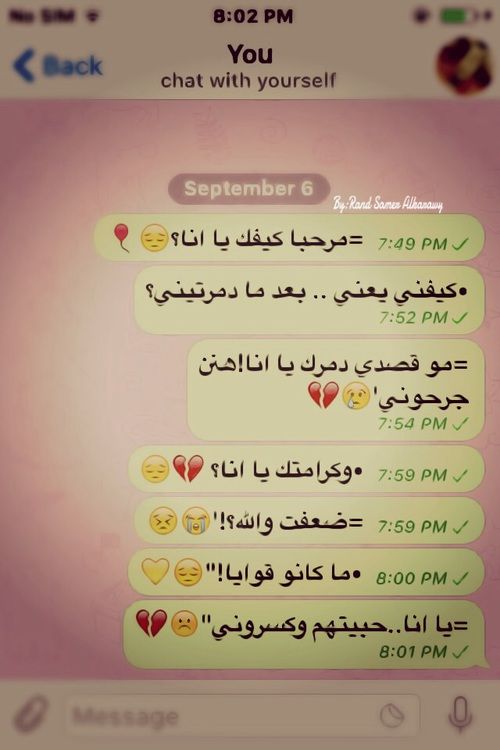 No SIM
8:02 PM
Back
You
chat with yourself
September 6
By:Rand Samer Alkarawy
=مرحبا كيفك يا انا؟😔🎈 7:49 PM
•كيفني يعني .. بعد ما دمرتيني؟
7:52 PM
=مو قصدي دمرك يا انا!هنن
جرحوني'😢💔
7:54 PM
•وكرامتك يا انا؟ 💔😔 7:59 PM
=ضعفت والله؟!'😭😣 7:59 PM
•ما كانو قوايا!"😔💛 8:00 PM
=يا انا..حبيتهم وكسروني"☹️💔
8:01 PM
Message